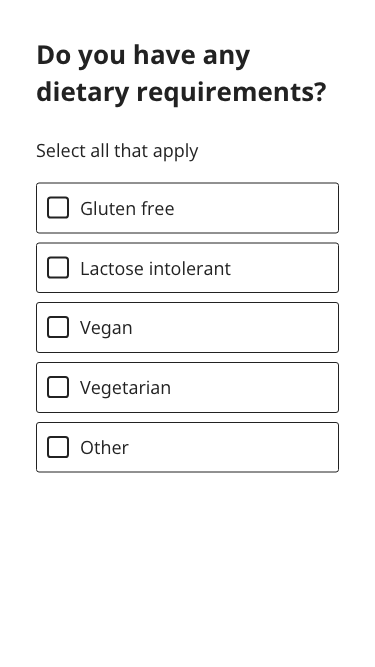 Do you have any
dietary requirements?
Select all that apply
Gluten free
Lactose intolerant
Vegan
Vegetarian
Other